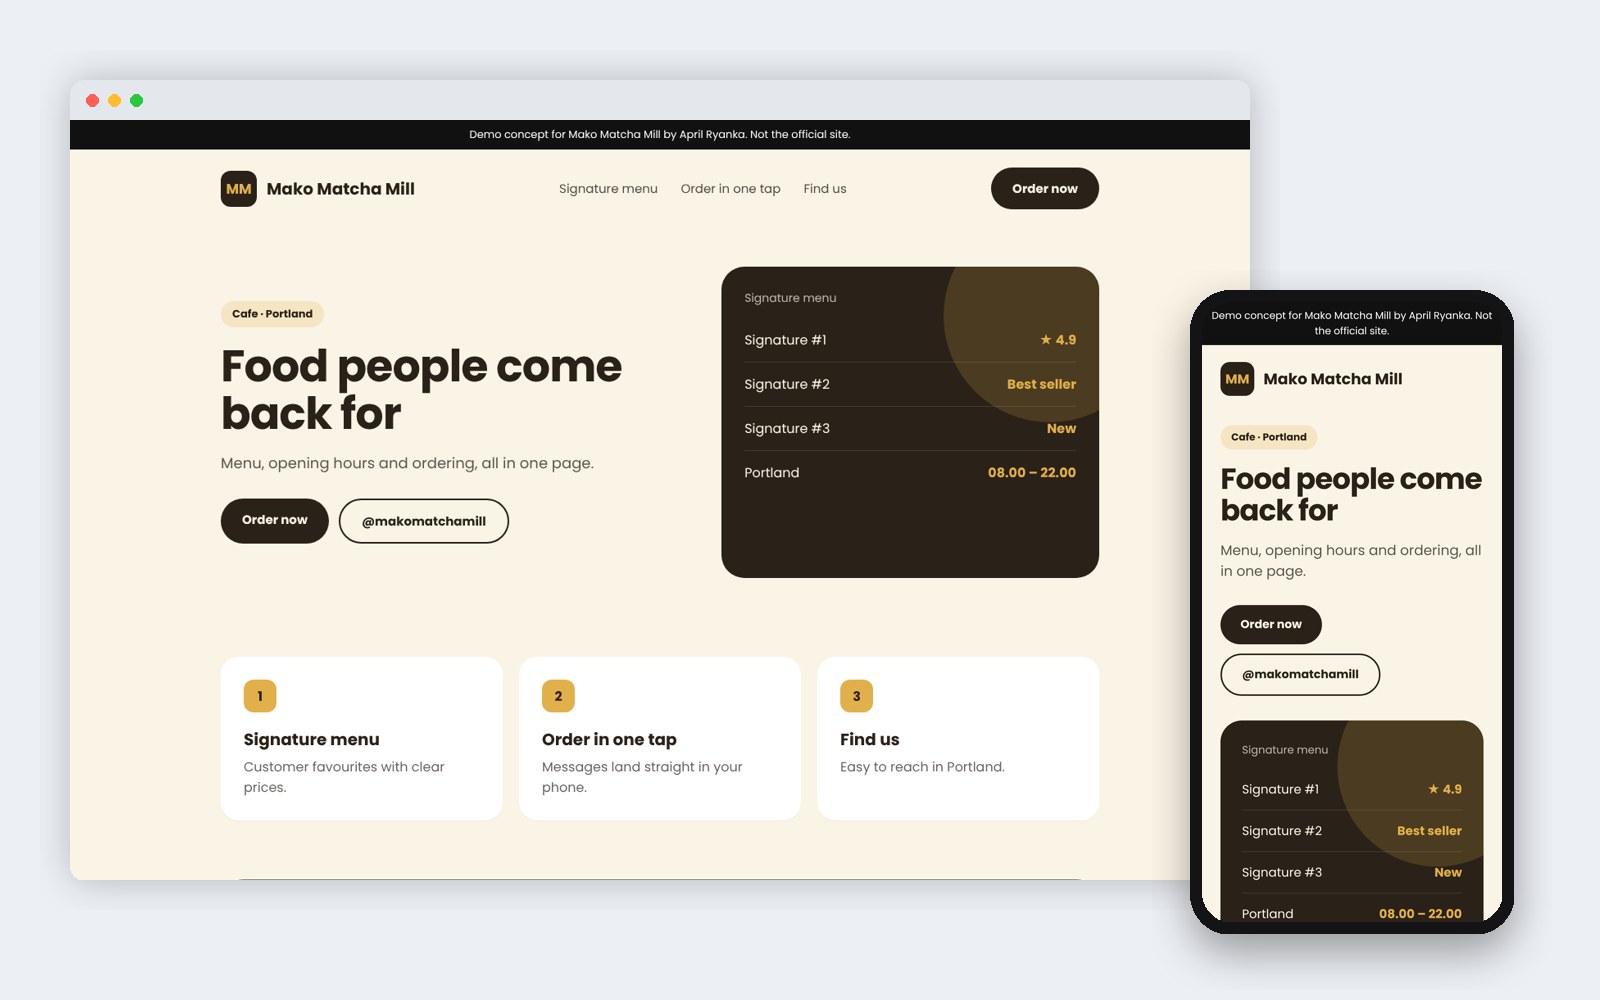 Demo concept for Mako Matcha Mill by April Ryanka. Not the official site.
MM
Mako Matcha Mill
Signature menu
Order in one tap
Find us
Order now
Cafe · Portland
Food people come
back for
Menu, opening hours and ordering, all in one page.
Order now
@makomatchamill
Signature menu
Signature #1 ★ 4.9
Signature #2 Best seller
Signature #3 New
Portland 08.00 – 22.00
1
Signature menu
Customer favourites with clear
prices.
2
Order in one tap
Messages land straight in your
phone.
3
Find us
Easy to reach in Portland.
Demo concept for Mako Matcha Mill by April Ryanka. Not
the official site.
MM
Mako Matcha Mill
Cafe · Portland
Food people come
back for
Menu, opening hours and ordering, all
in one page.
Order now
@makomatchamill
Signature menu
Signature #1 ★ 4.9
Signature #2 Best seller
Signature #3 New
Portland 08.00 – 22.00